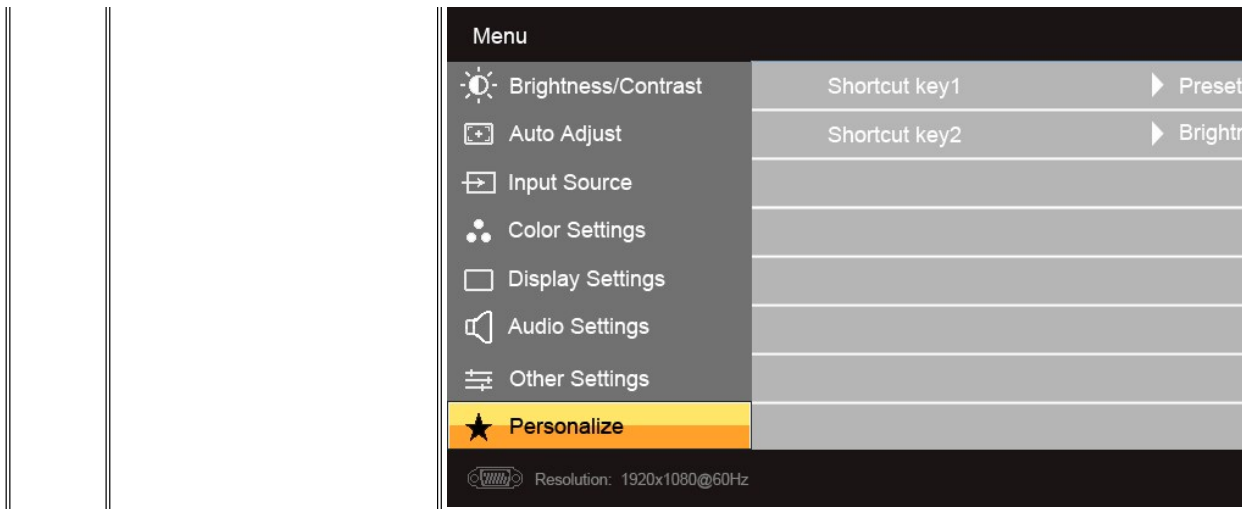 Menu
Brightness/Contrast Shortcut key1 Preset
Auto Adjust Shortcut key2
Input Source
Color Settings
Display Settings
Audio Settings
Other Settings
Personalize
Resolution: 1920x1080@60Hz